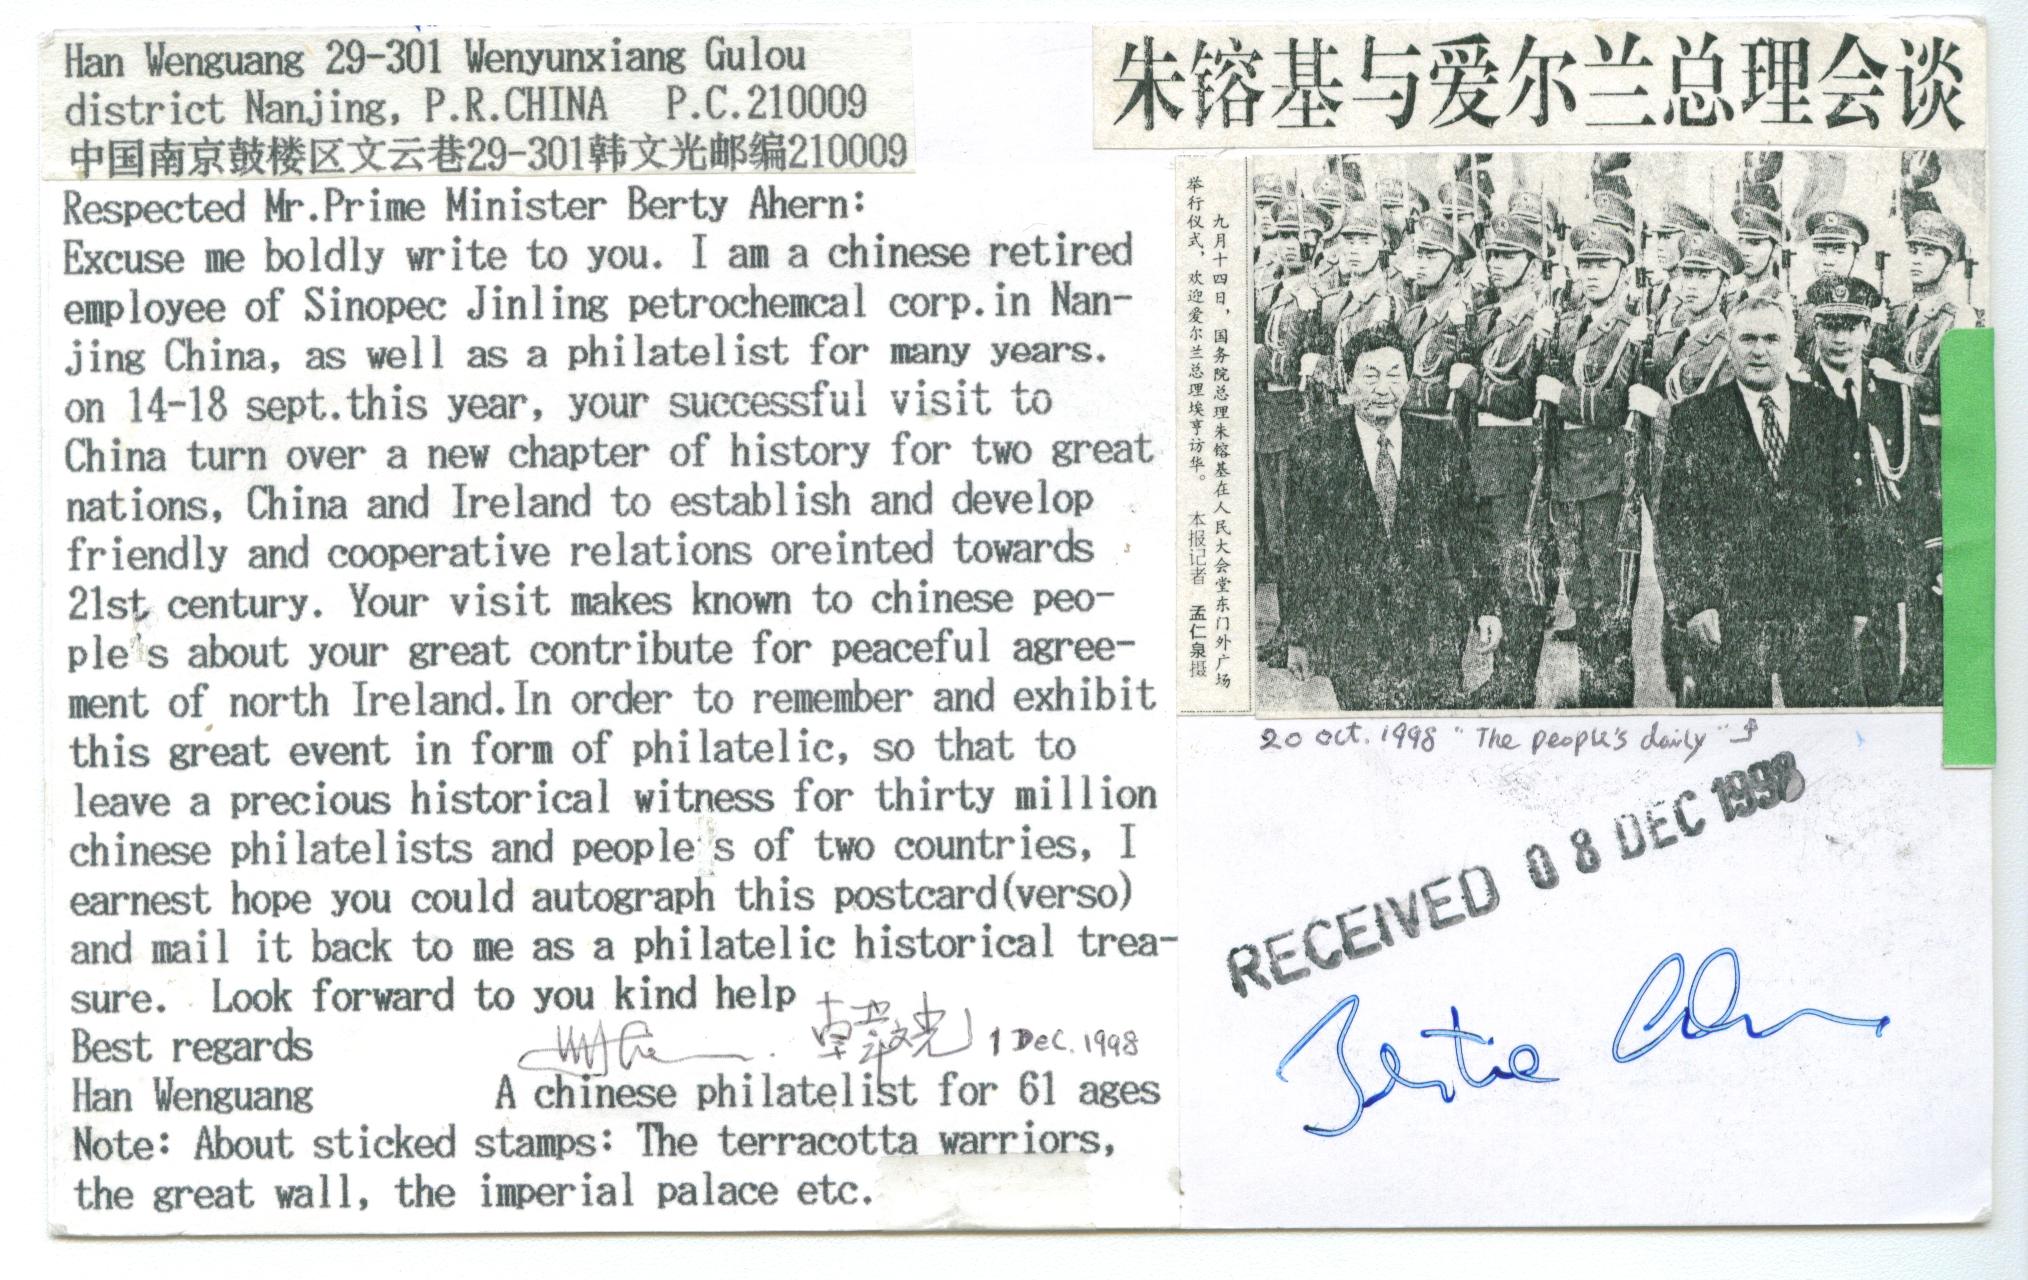 Han Wenguang 29-301 Wenyunxiang Gulou
district Nanjing, P.R.CHINA P.C.210009
中国南京鼓楼区文云巷29-301韩文光邮编210009
Respected Mr.Prime Minister Berty Ahern:
Excuse me boldly write to you. I am a chinese retired
employee of Sinopec Jinling petrochemcal corp.in Nan-
jing China, as well as a philatelist for many years.
on 14-18 sept.this year, your successful visit to
China turn over a new chapter of history for two great
nations, China and Ireland to establish and develop
friendly and cooperative relations oreinted towards
21st century. Your visit makes known to chinese peo-
ple's about your great contribute for peaceful agree-
ment of north Ireland.In order to remember and exhibit
this great event in form of philatelic, so that to
leave a precious historical witness for thirty million
chinese philatelists and people's of two countries, I
earnest hope you could autograph this postcard(verso)
and mail it back to me as a philatelic historical trea-
sure. Look forward to you kind help
Best regards
韩文光 1 Dec. 1998
Han Wenguang A chinese philatelist for 61 ages
Note: About sticked stamps: The terracotta warriors,
the great wall, the imperial palace etc.
朱镕基与爱尔兰总理会谈
九月十四日，国务院总理朱镕基在人民大会堂东门外广场
举行仪式，欢迎爱尔兰总理埃亨访华。 本报记者 孟仁泉摄
20 oct. 1998 "The people's daily"
RECEIVED 08 DEC 1998
Bertie Ahern